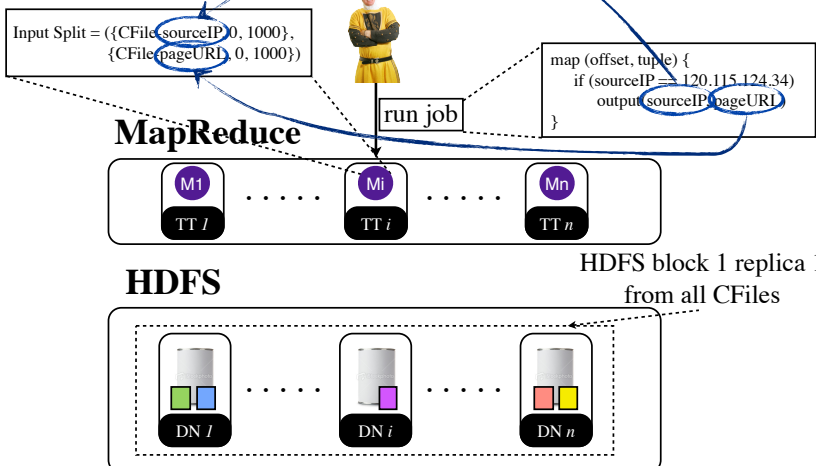 Input Split = ({CFile-sourceIP, 0, 1000},
{CFile-pageURL, 0, 1000})
map (offset, tuple) {
if (sourceIP == 120.115.124.34)
output(sourceIP, pageURL)
}
run job
MapReduce
M1 . . . . . Mi . . . . . Mn
TT 1 TT i TT n
HDFS block 1 replica 1
from all CFiles
HDFS
. . . . . . . . . .
DN 1 DN i DN n